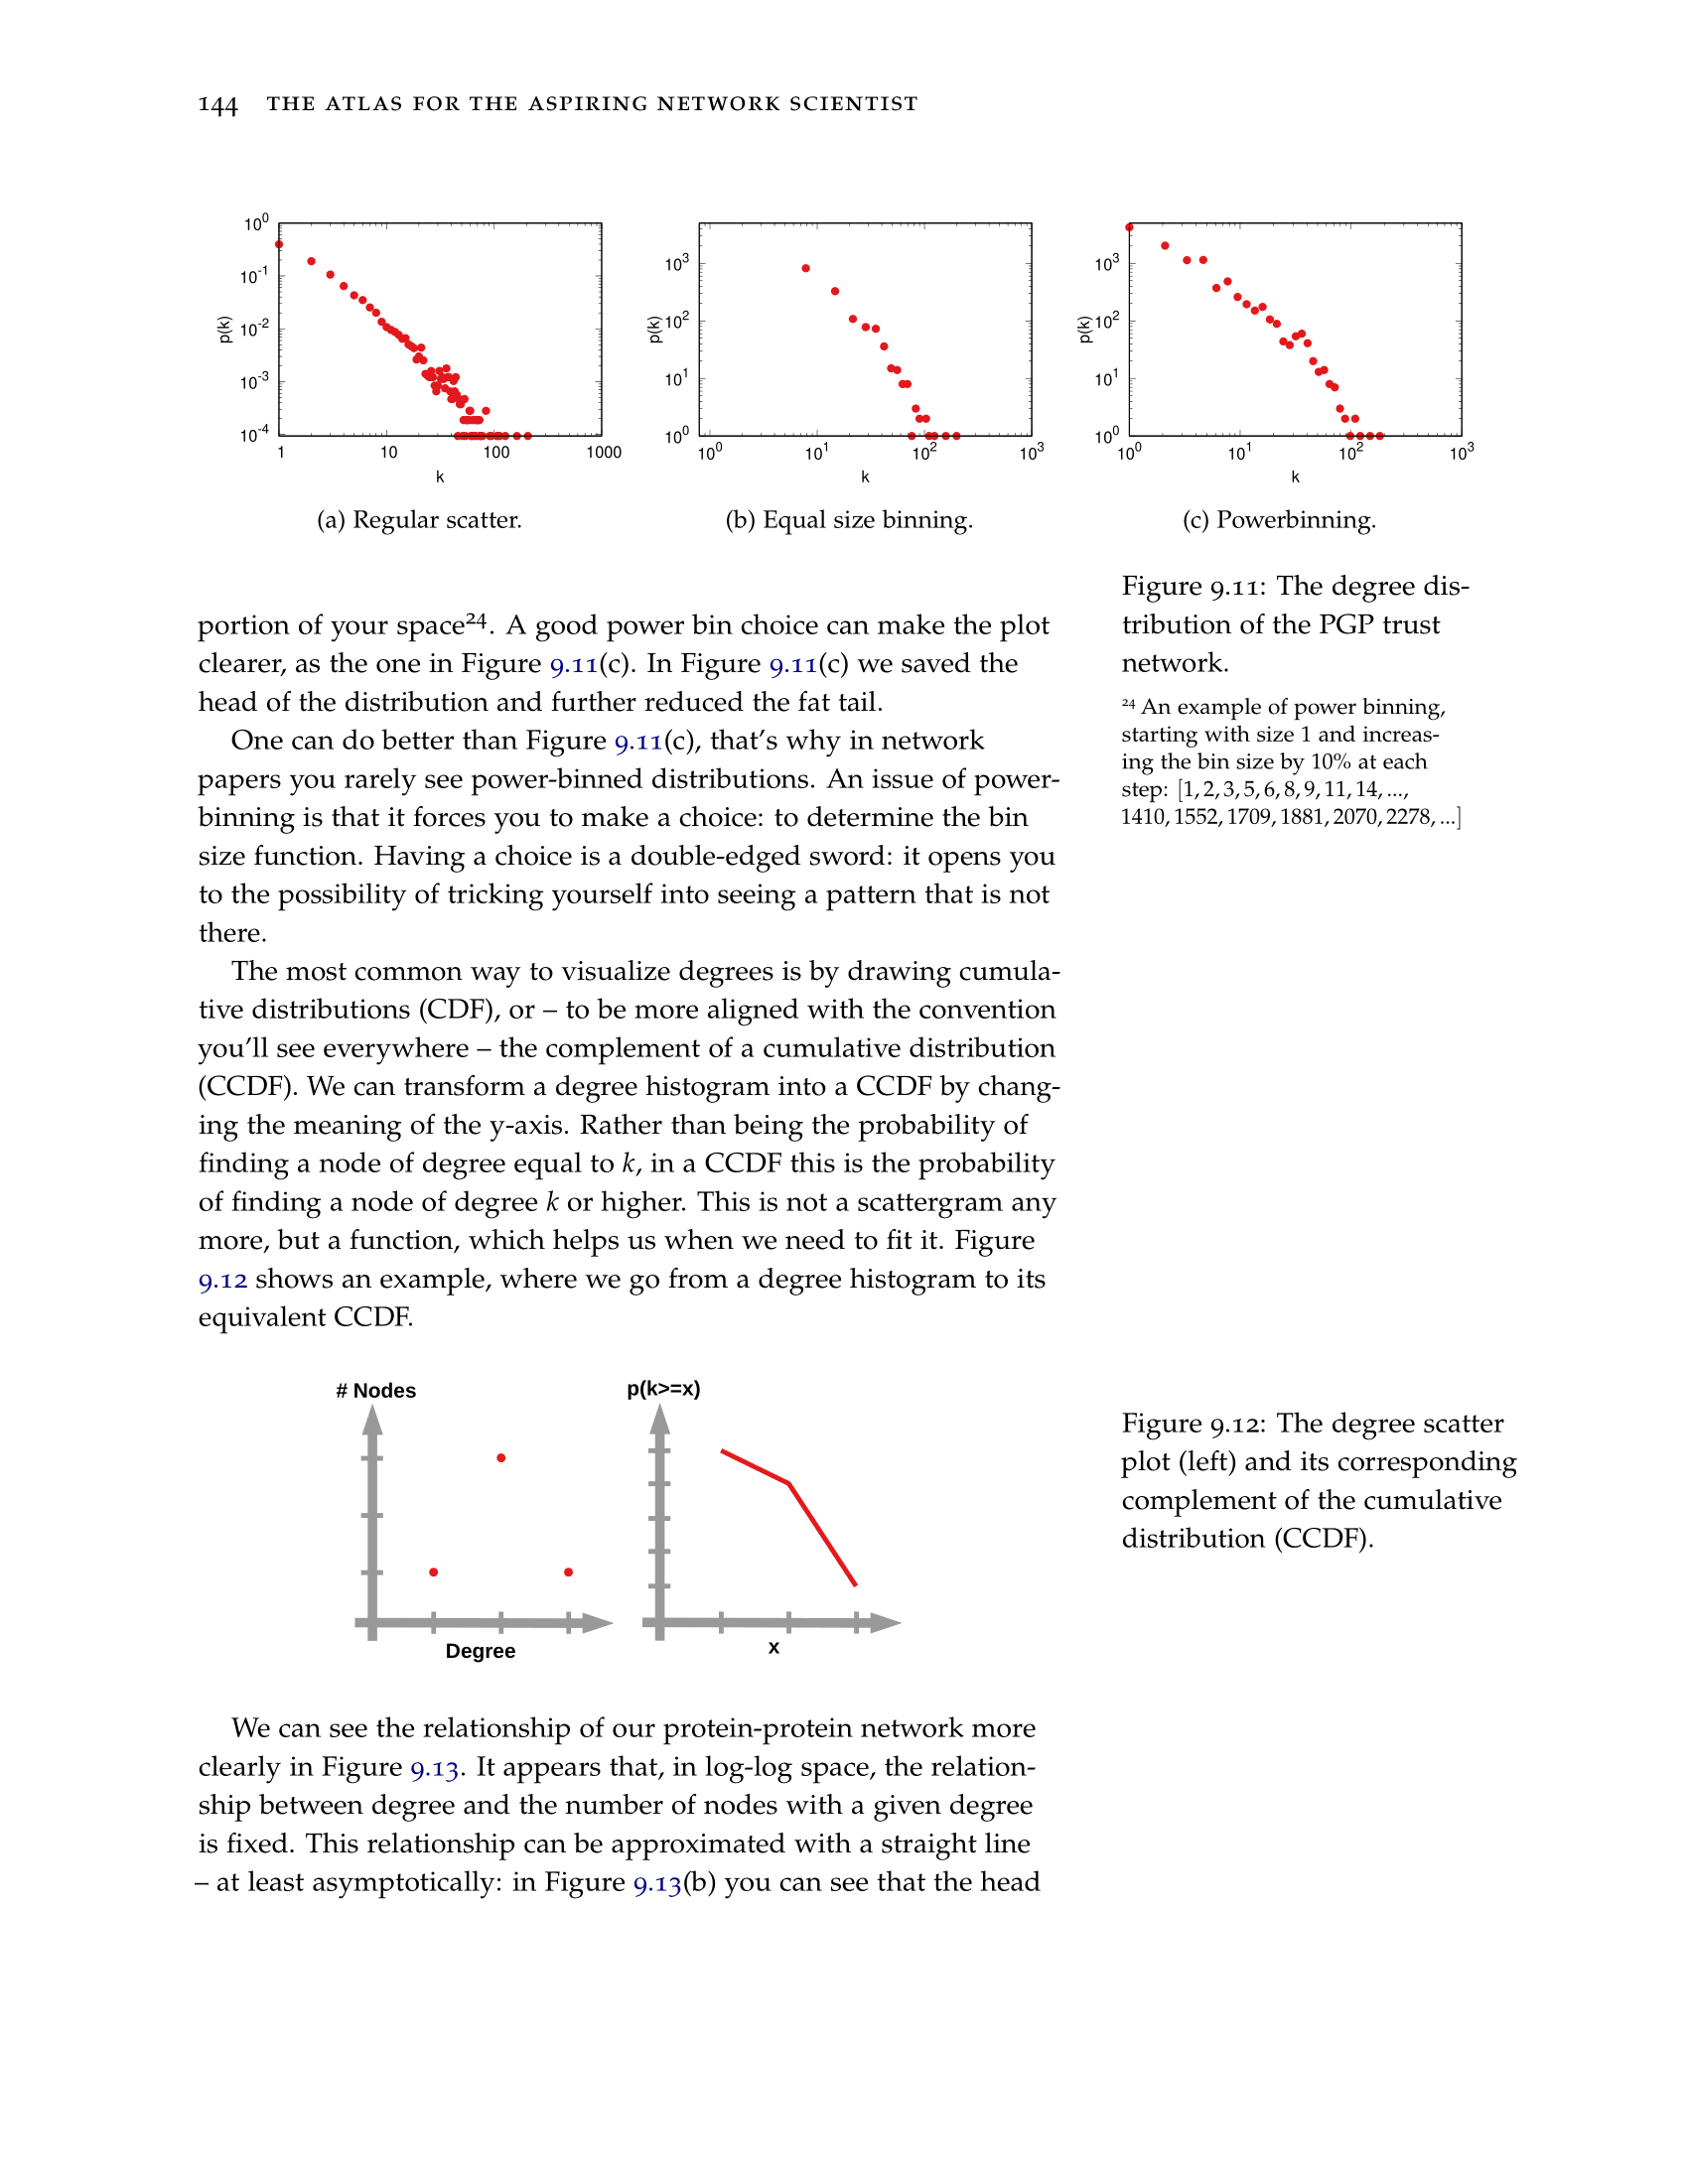 144 THE ATLAS FOR THE ASPIRING NETWORK SCIENTIST
10^0
10^-1
10^-2
10^-3
10^-4
p(k)
1 10 100 1000
k
(a) Regular scatter.
10^3
10^2
10^1
10^0
p(k)
10^0 10^1 10^2 10^3
k
(b) Equal size binning.
10^3
10^2
10^1
10^0
p(k)
10^0 10^1 10^2 10^3
k
(c) Powerbinning.
Figure 9.11: The degree dis-
tribution of the PGP trust
network.
portion of your space²⁴. A good power bin choice can make the plot
clearer, as the one in Figure 9.11(c). In Figure 9.11(c) we saved the
head of the distribution and further reduced the fat tail.
²⁴ An example of power binning,
starting with size 1 and increas-
ing the bin size by 10% at each
step: [1, 2, 3, 5, 6, 8, 9, 11, 14, ...,
1410, 1552, 1709, 1881, 2070, 2278, ...]
One can do better than Figure 9.11(c), that's why in network
papers you rarely see power-binned distributions. An issue of power-
binning is that it forces you to make a choice: to determine the bin
size function. Having a choice is a double-edged sword: it opens you
to the possibility of tricking yourself into seeing a pattern that is not
there.
The most common way to visualize degrees is by drawing cumula-
tive distributions (CDF), or – to be more aligned with the convention
you'll see everywhere – the complement of a cumulative distribution
(CCDF). We can transform a degree histogram into a CCDF by chang-
ing the meaning of the y-axis. Rather than being the probability of
finding a node of degree equal to k, in a CCDF this is the probability
of finding a node of degree k or higher. This is not a scattergram any
more, but a function, which helps us when we need to fit it. Figure
9.12 shows an example, where we go from a degree histogram to its
equivalent CCDF.
# Nodes
Degree
p(k>=x)
x
Figure 9.12: The degree scatter
plot (left) and its corresponding
complement of the cumulative
distribution (CCDF).
We can see the relationship of our protein-protein network more
clearly in Figure 9.13. It appears that, in log-log space, the relation-
ship between degree and the number of nodes with a given degree
is fixed. This relationship can be approximated with a straight line
– at least asymptotically: in Figure 9.13(b) you can see that the head